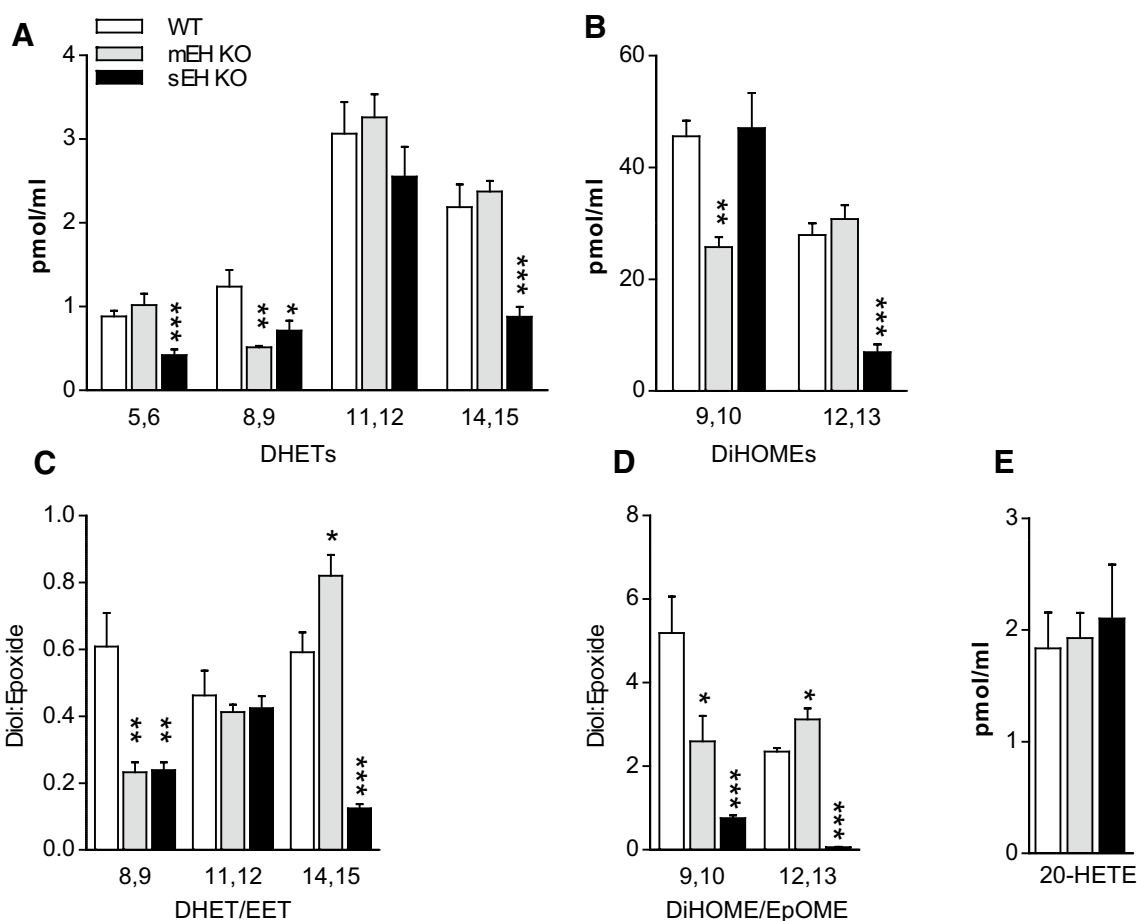 A
WT
mEH KO
sEH KO
pmol/ml
4
3
2
1
0
***
**
*
***
5,6
8,9
11,12
14,15
DHETs
B
pmol/ml
60
40
20
0
**
***
9,10
12,13
DiHOMEs
C
Diol:Epoxide
1.0
0.8
0.6
0.4
0.2
0.0
**
**
*
***
8,9
11,12
14,15
DHET/EET
D
Diol:Epoxide
8
6
4
2
0
*
***
*
***
9,10
12,13
DiHOME/EpOME
E
pmol/ml
3
2
1
0
20-HETE